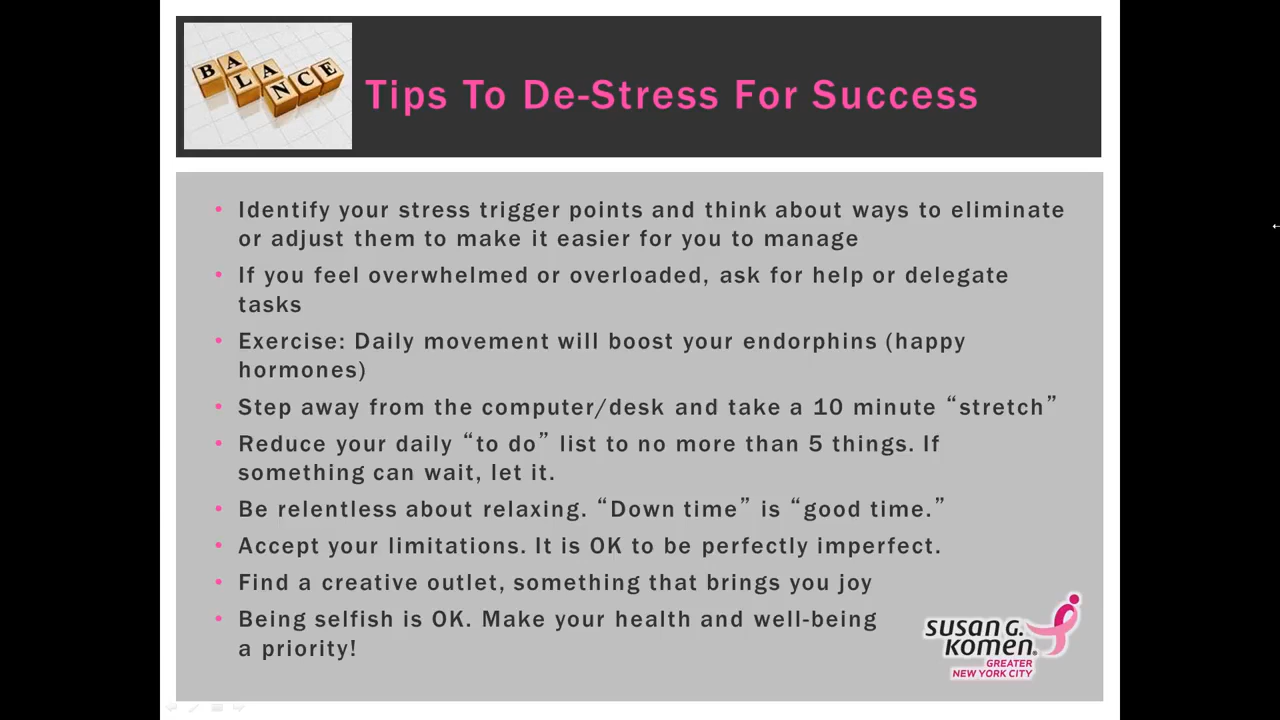 BALANCE
Tips To De-Stress For Success
• Identify your stress trigger points and think about ways to eliminate
or adjust them to make it easier for you to manage
• If you feel overwhelmed or overloaded, ask for help or delegate
tasks
• Exercise: Daily movement will boost your endorphins (happy
hormones)
• Step away from the computer/desk and take a 10 minute “stretch”
• Reduce your daily “to do” list to no more than 5 things. If
something can wait, let it.
• Be relentless about relaxing. “Down time” is “good time.”
• Accept your limitations. It is OK to be perfectly imperfect.
• Find a creative outlet, something that brings you joy
• Being selfish is OK. Make your health and well-being
a priority!
susan G.
komen®
GREATER
NEW YORK CITY